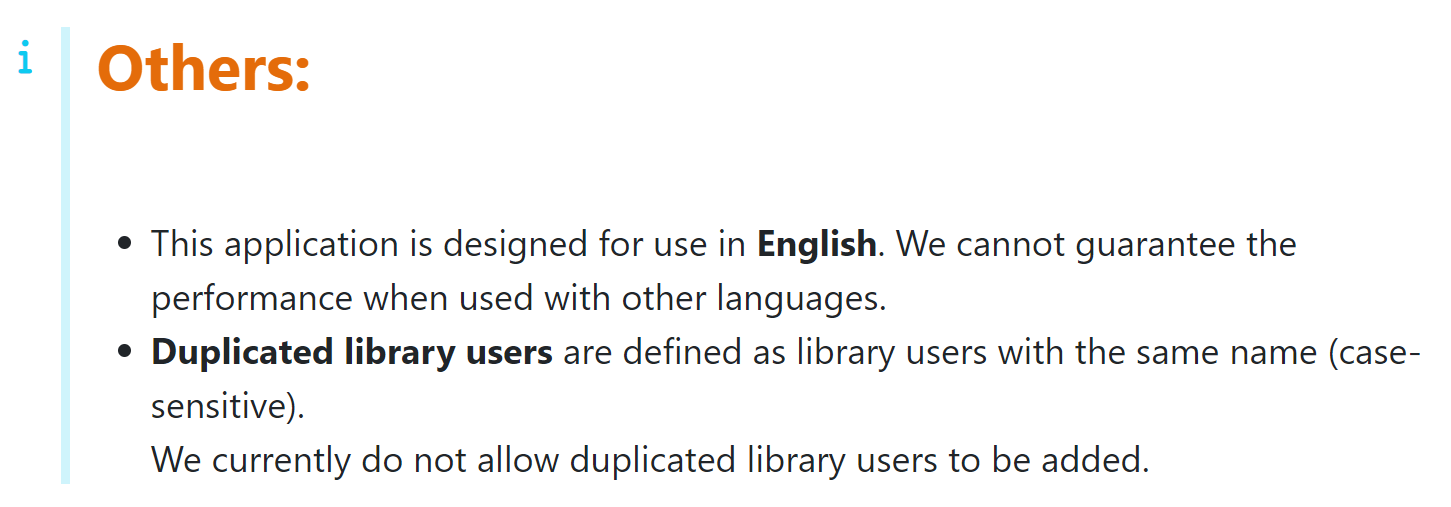 i
Others:
This application is designed for use in English. We cannot guarantee the
performance when used with other languages.
Duplicated library users are defined as library users with the same name (case-
sensitive).
We currently do not allow duplicated library users to be added.